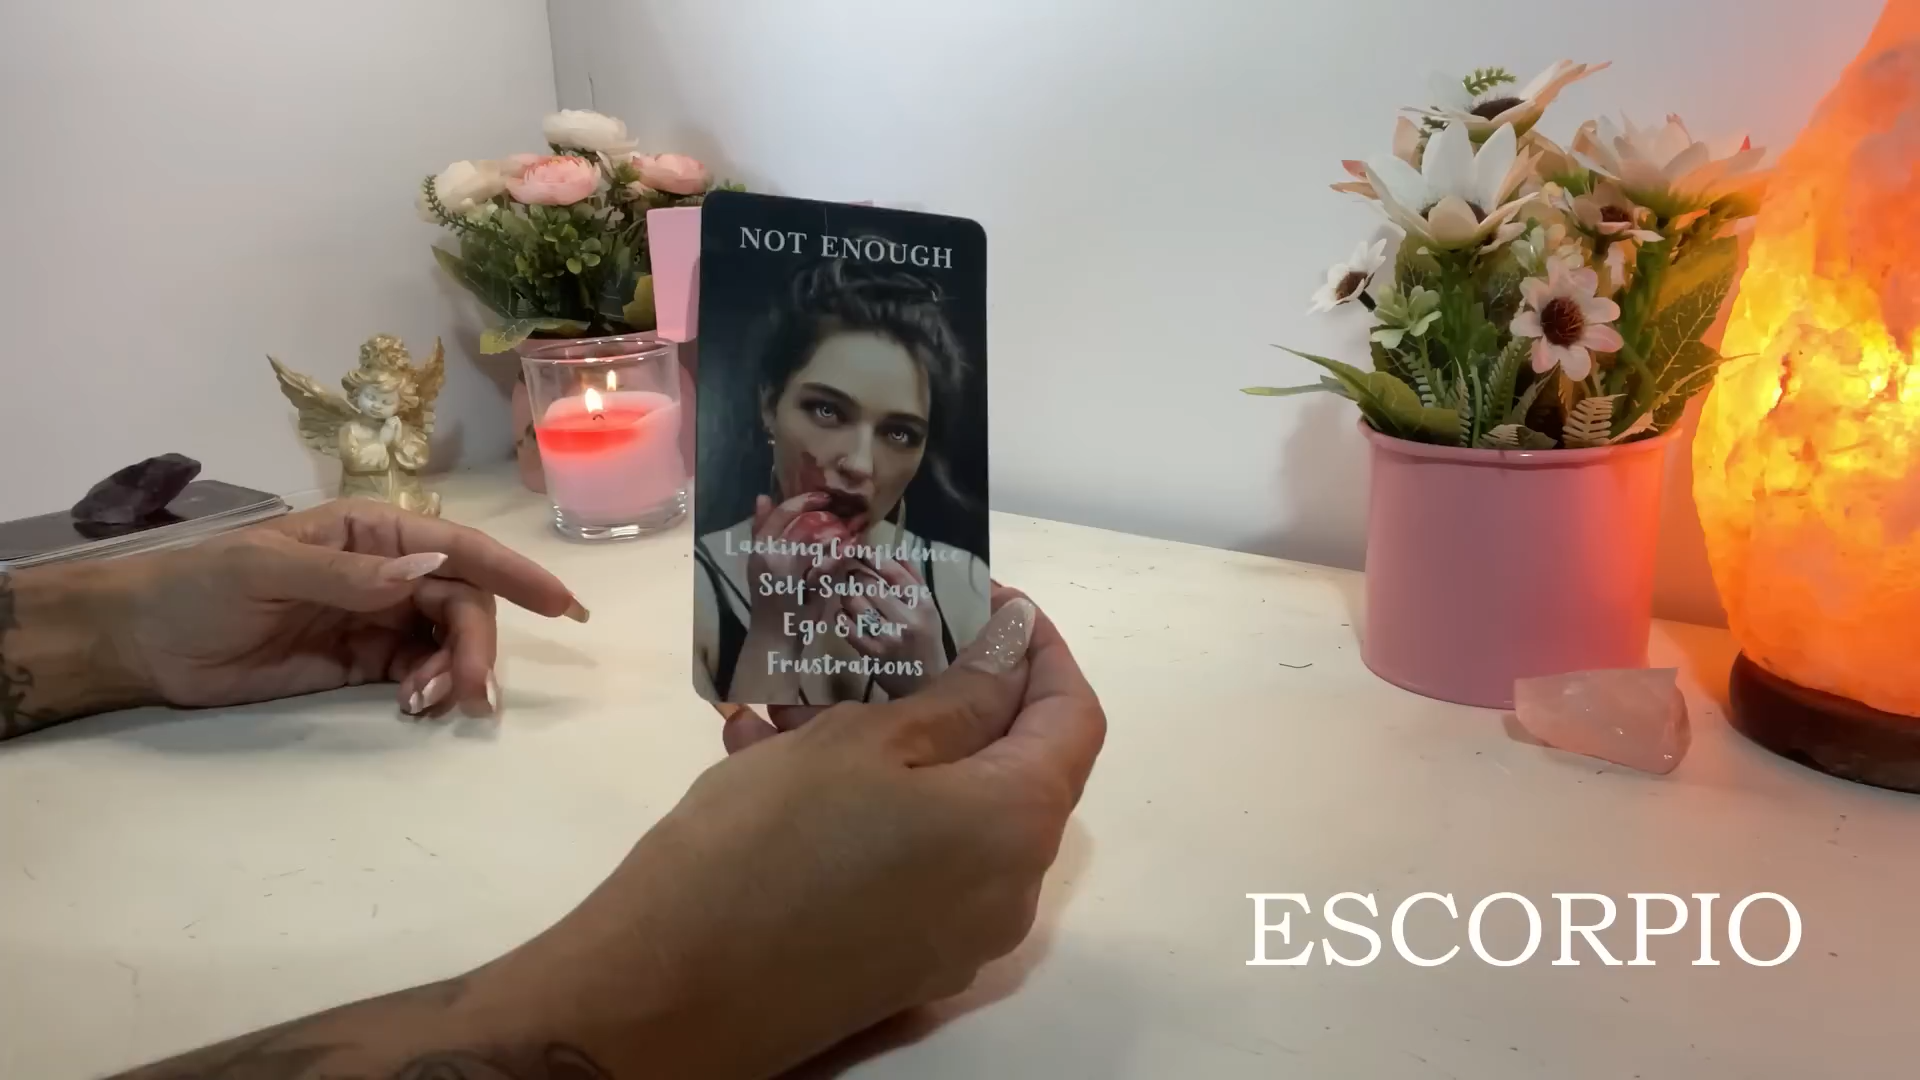 NOT ENOUGH
Lacking Confidence
Self-Sabotage
Ego & Fear
Frustrations
ESCORPIO